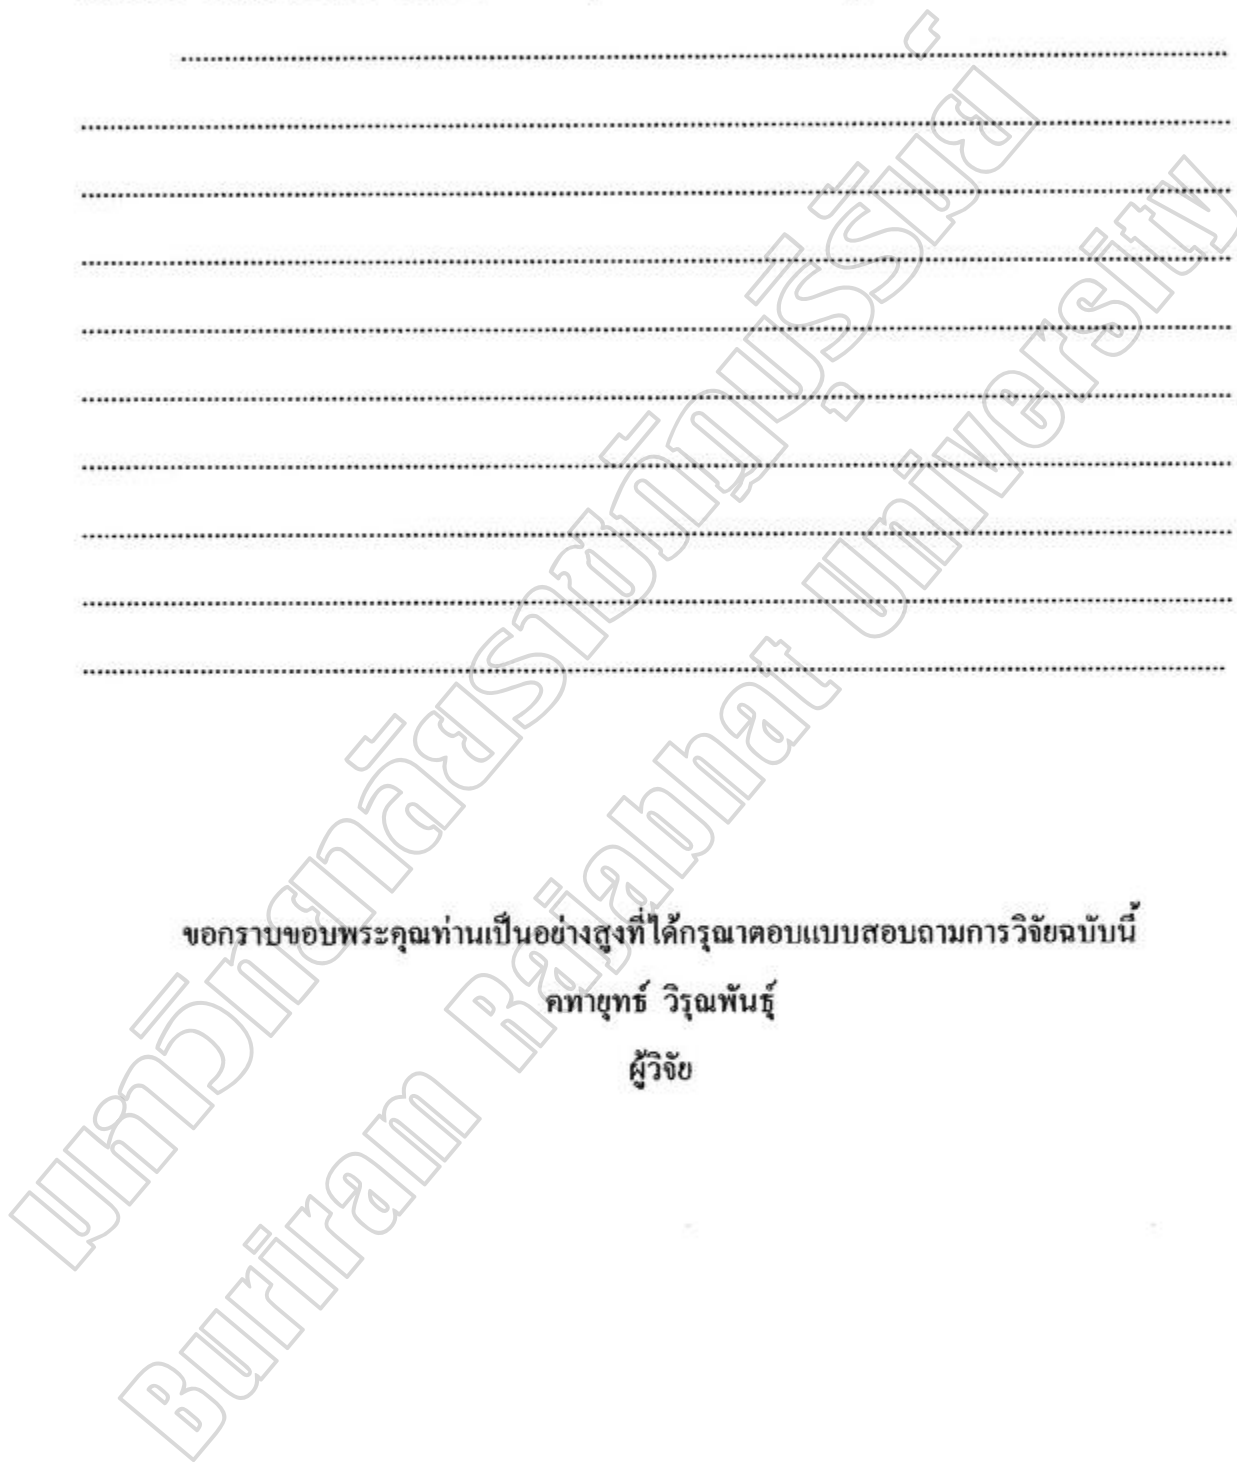 ขอกราบขอบพระคุณท่านเป็นอย่างสูงที่ได้กรุณาตอบแบบสอบถามการวิจัยฉบับนี้
คทายุทธ์ วิรุณพันธุ์
ผู้วิจัย
มหาวิทยาลัยราชภัฏบุรีรัมย์
Buriram Rajabhat University